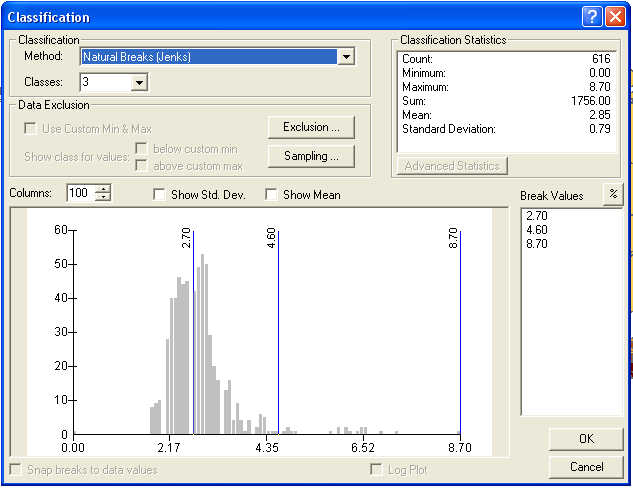 Classification
Classification
Method: Natural Breaks (Jenks)
Classes: 3
Data Exclusion
Use Custom Min & Max
Show class for values: below custom min
above custom max
Exclusion ...
Sampling ...
Classification Statistics
Count: 616
Minimum: 0.00
Maximum: 8.70
Sum: 1756.00
Mean: 2.85
Standard Deviation: 0.79
Advanced Statistics
Columns: 100 Show Std. Dev. Show Mean
Break Values %
2.70
4.60
8.70
60
50
40
30
20
10
0
2.70
4.60
8.70
0.00 2.17 4.35 6.52 8.70
Snap breaks to data values Log Plot
OK
Cancel